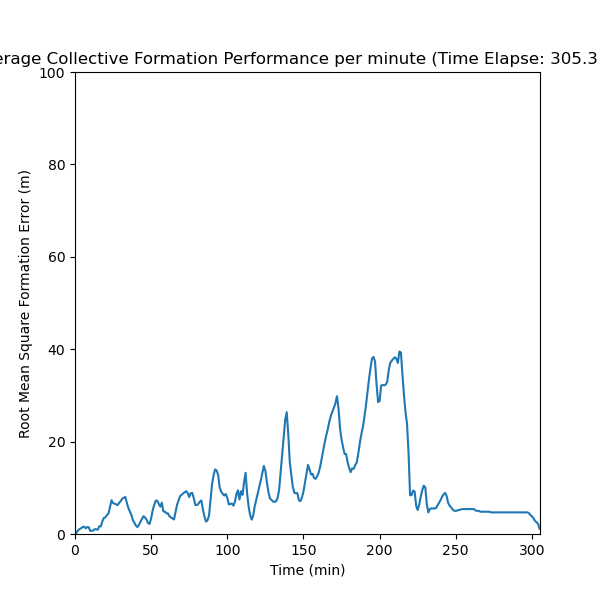 erage Collective Formation Performance per minute (Time Elapse: 305.3
100
80
60
40
20
0
Root Mean Square Formation Error (m)
0 50 100 150 200 250 300
Time (min)